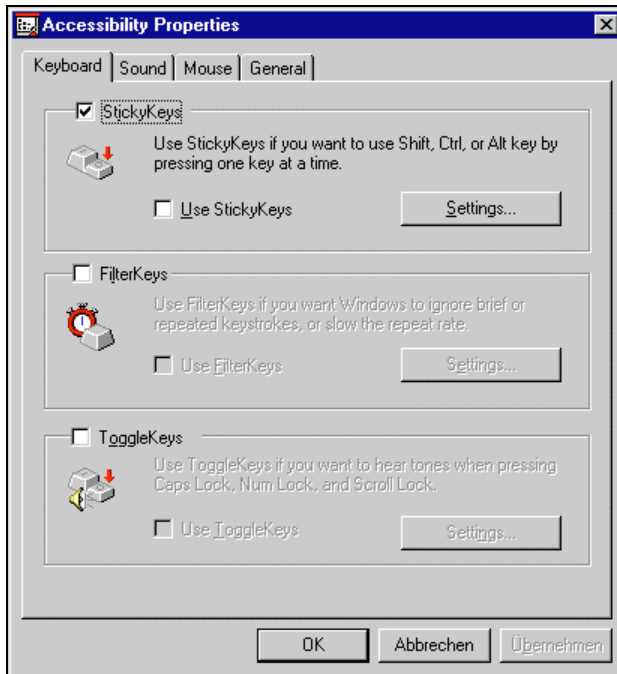 Accessibility Properties
Keyboard Sound Mouse General
StickyKeys
Use StickyKeys if you want to use Shift, Ctrl, or Alt key by
pressing one key at a time.
Use StickyKeys Settings...
FilterKeys
Use FilterKeys if you want Windows to ignore brief or
repeated keystrokes, or slow the repeat rate.
Use FilterKeys Settings...
ToggleKeys
Use ToggleKeys if you want to hear tones when pressing
Caps Lock, Num Lock, and Scroll Lock.
Use ToggleKeys Settings...
OK Abbrechen Übernehmen